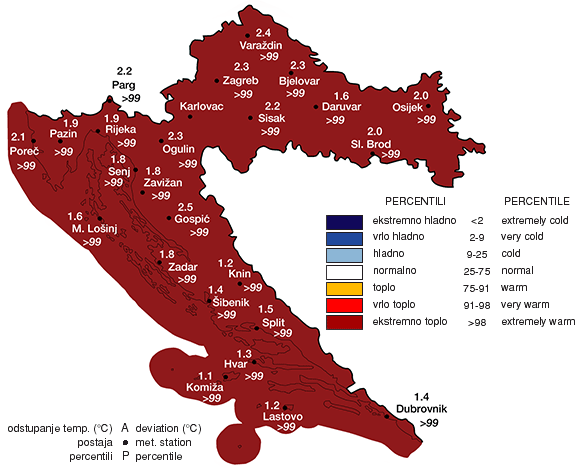 2.4
Varaždin
>99
2.3
Zagreb
>99
2.3
Bjelovar
>99
2.2
Parg
>99
Karlovac
2.2
Sisak
>99
1.6
Daruvar
>99
2.0
Osijek
>99
2.0
Sl. Brod
>99
2.1
Poreč
>99
1.9
Pazin
>99
1.9
Rijeka
>99
2.3
Ogulin
>99
1.8
Senj
>99
1.8
Zavižan
>99
2.5
Gospić
>99
1.6
M. Lošinj
>99
1.8
Zadar
>99
1.2
Knin
>99
1.4
Šibenik
>99
1.5
Split
>99
1.3
Hvar
>99
1.1
Komiža
>99
1.2
Lastovo
>99
1.4
Dubrovnik
>99
PERCENTILI PERCENTILE
ekstremno hladno <2 extremely cold
vrlo hladno 2-9 very cold
hladno 9-25 cold
normalno 25-75 normal
toplo 75-91 warm
vrlo toplo 91-98 very warm
ekstremno toplo >98 extremely warm
odstupanje temp. (°C) A deviation (°C)
postaja met. station
percentili P percentile